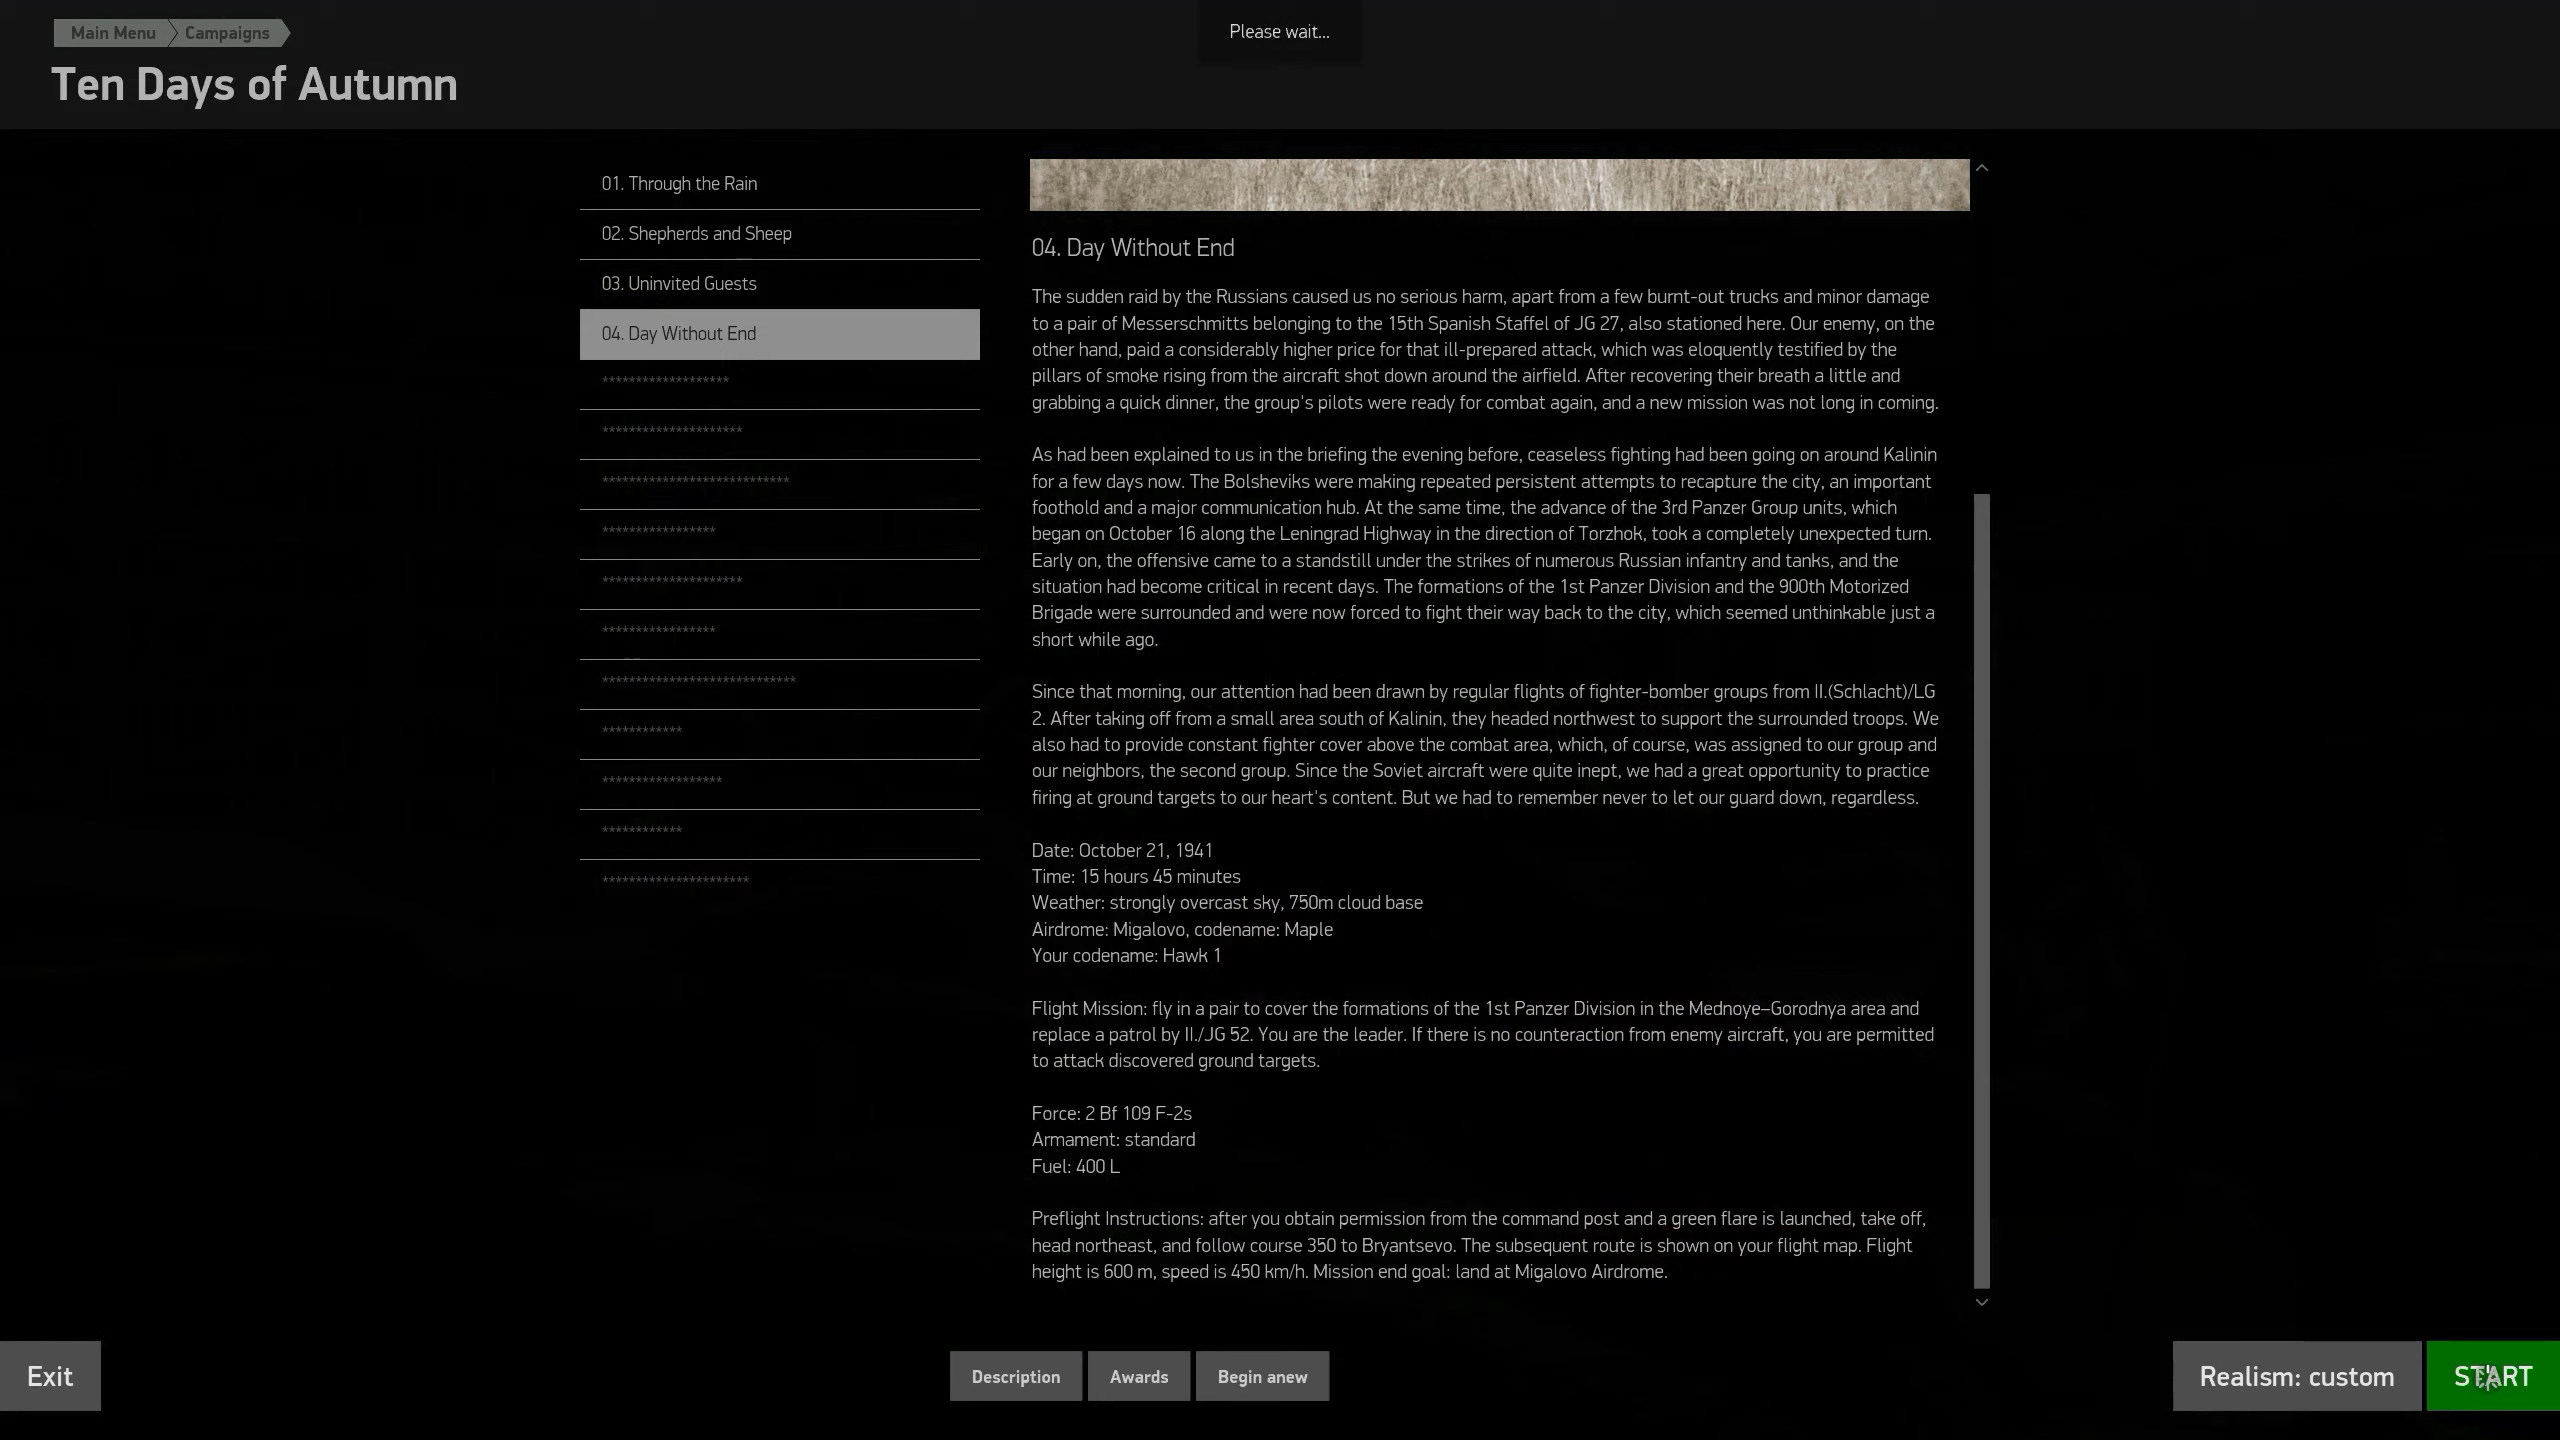 Main Menu
Campaigns
Please wait...
Ten Days of Autumn
01. Through the Rain
02. Shepherds and Sheep
03. Uninvited Guests
04. Day Without End
*******************
*********************
****************************
*****************
*********************
*****************
*****************************
************
******************
************
**********************
04. Day Without End
The sudden raid by the Russians caused us no serious harm, apart from a few burnt-out trucks and minor damage
to a pair of Messerschmitts belonging to the 15th Spanish Staffel of JG 27, also stationed here. Our enemy, on the
other hand, paid a considerably higher price for that ill-prepared attack, which was eloquently testified by the
pillars of smoke rising from the aircraft shot down around the airfield. After recovering their breath a little and
grabbing a quick dinner, the group's pilots were ready for combat again, and a new mission was not long in coming.
As had been explained to us in the briefing the evening before, ceaseless fighting had been going on around Kalinin
for a few days now. The Bolsheviks were making repeated persistent attempts to recapture the city, an important
foothold and a major communication hub. At the same time, the advance of the 3rd Panzer Group units, which
began on October 16 along the Leningrad Highway in the direction of Torzhok, took a completely unexpected turn.
Early on, the offensive came to a standstill under the strikes of numerous Russian infantry and tanks, and the
situation had become critical in recent days. The formations of the 1st Panzer Division and the 900th Motorized
Brigade were surrounded and were now forced to fight their way back to the city, which seemed unthinkable just a
short while ago.
Since that morning, our attention had been drawn by regular flights of fighter-bomber groups from II.(Schlacht)/LG
2. After taking off from a small area south of Kalinin, they headed northwest to support the surrounded troops. We
also had to provide constant fighter cover above the combat area, which, of course, was assigned to our group and
our neighbors, the second group. Since the Soviet aircraft were quite inept, we had a great opportunity to practice
firing at ground targets to our heart's content. But we had to remember never to let our guard down, regardless.
Date: October 21, 1941
Time: 15 hours 45 minutes
Weather: strongly overcast sky, 750m cloud base
Airdrome: Migalovo, codename: Maple
Your codename: Hawk 1
Flight Mission: fly in a pair to cover the formations of the 1st Panzer Division in the Mednoye–Gorodnya area and
replace a patrol by II./JG 52. You are the leader. If there is no counteraction from enemy aircraft, you are permitted
to attack discovered ground targets.
Force: 2 Bf 109 F-2s
Armament: standard
Fuel: 400 L
Preflight Instructions: after you obtain permission from the command post and a green flare is launched, take off,
head northeast, and follow course 350 to Bryantsevo. The subsequent route is shown on your flight map. Flight
height is 600 m, speed is 450 km/h. Mission end goal: land at Migalovo Airdrome.
Exit
Description
Awards
Begin anew
Realism: custom
START